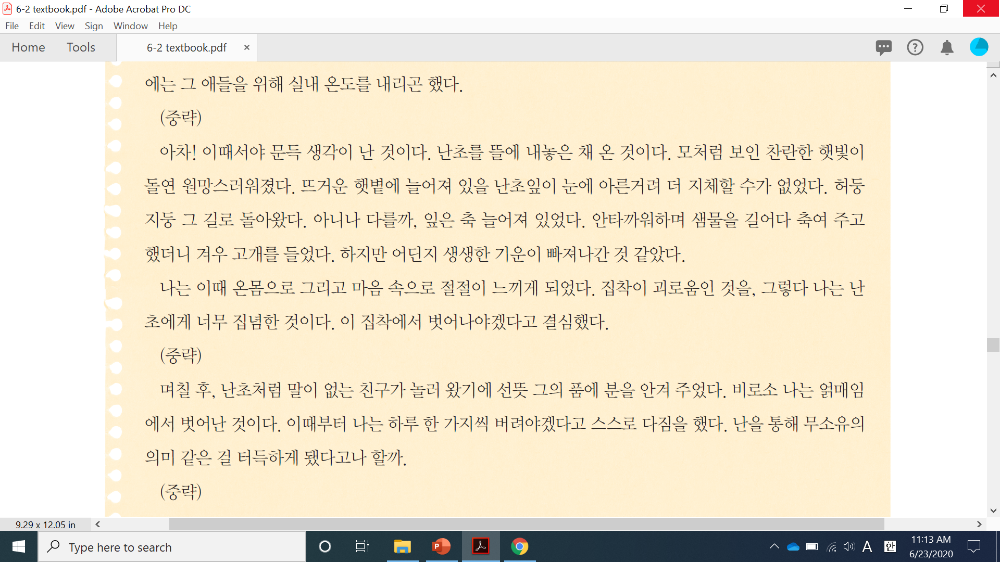 6-2 textbook.pdf - Adobe Acrobat Pro DC
File Edit View Sign Window Help
Home Tools 6-2 textbook.pdf
에는 그 애들을 위해 실내 온도를 내리곤 했다.
(중략)
아차! 이때서야 문득 생각이 난 것이다. 난초를 뜰에 내놓은 채 온 것이다. 모처럼 보인 찬란한 햇빛이
돌연 원망스러워졌다. 뜨거운 햇볕에 늘어져 있을 난초잎이 눈에 아른거려 더 지체할 수가 없었다. 허둥
지둥 그 길로 돌아왔다. 아니나 다를까, 잎은 축 늘어져 있었다. 안타까워하며 샘물을 길어다 축여 주고
했더니 겨우 고개를 들었다. 하지만 어딘지 생생한 기운이 빠져나간 것 같았다.
나는 이때 온몸으로 그리고 마음 속으로 절절이 느끼게 되었다. 집착이 괴로움인 것을, 그렇다 나는 난
초에게 너무 집념한 것이다. 이 집착에서 벗어나야겠다고 결심했다.
(중략)
며칠 후, 난초처럼 말이 없는 친구가 놀러 왔기에 선뜻 그의 품에 분을 안겨 주었다. 비로소 나는 얽매임
에서 벗어난 것이다. 이때부터 나는 하루 한 가지씩 버려야겠다고 스스로 다짐을 했다. 난을 통해 무소유의
의미 같은 걸 터득하게 됐다고나 할까.
(중략)
9.29 x 12.05 in
Type here to search
A 한 11:13 AM
6/23/2020